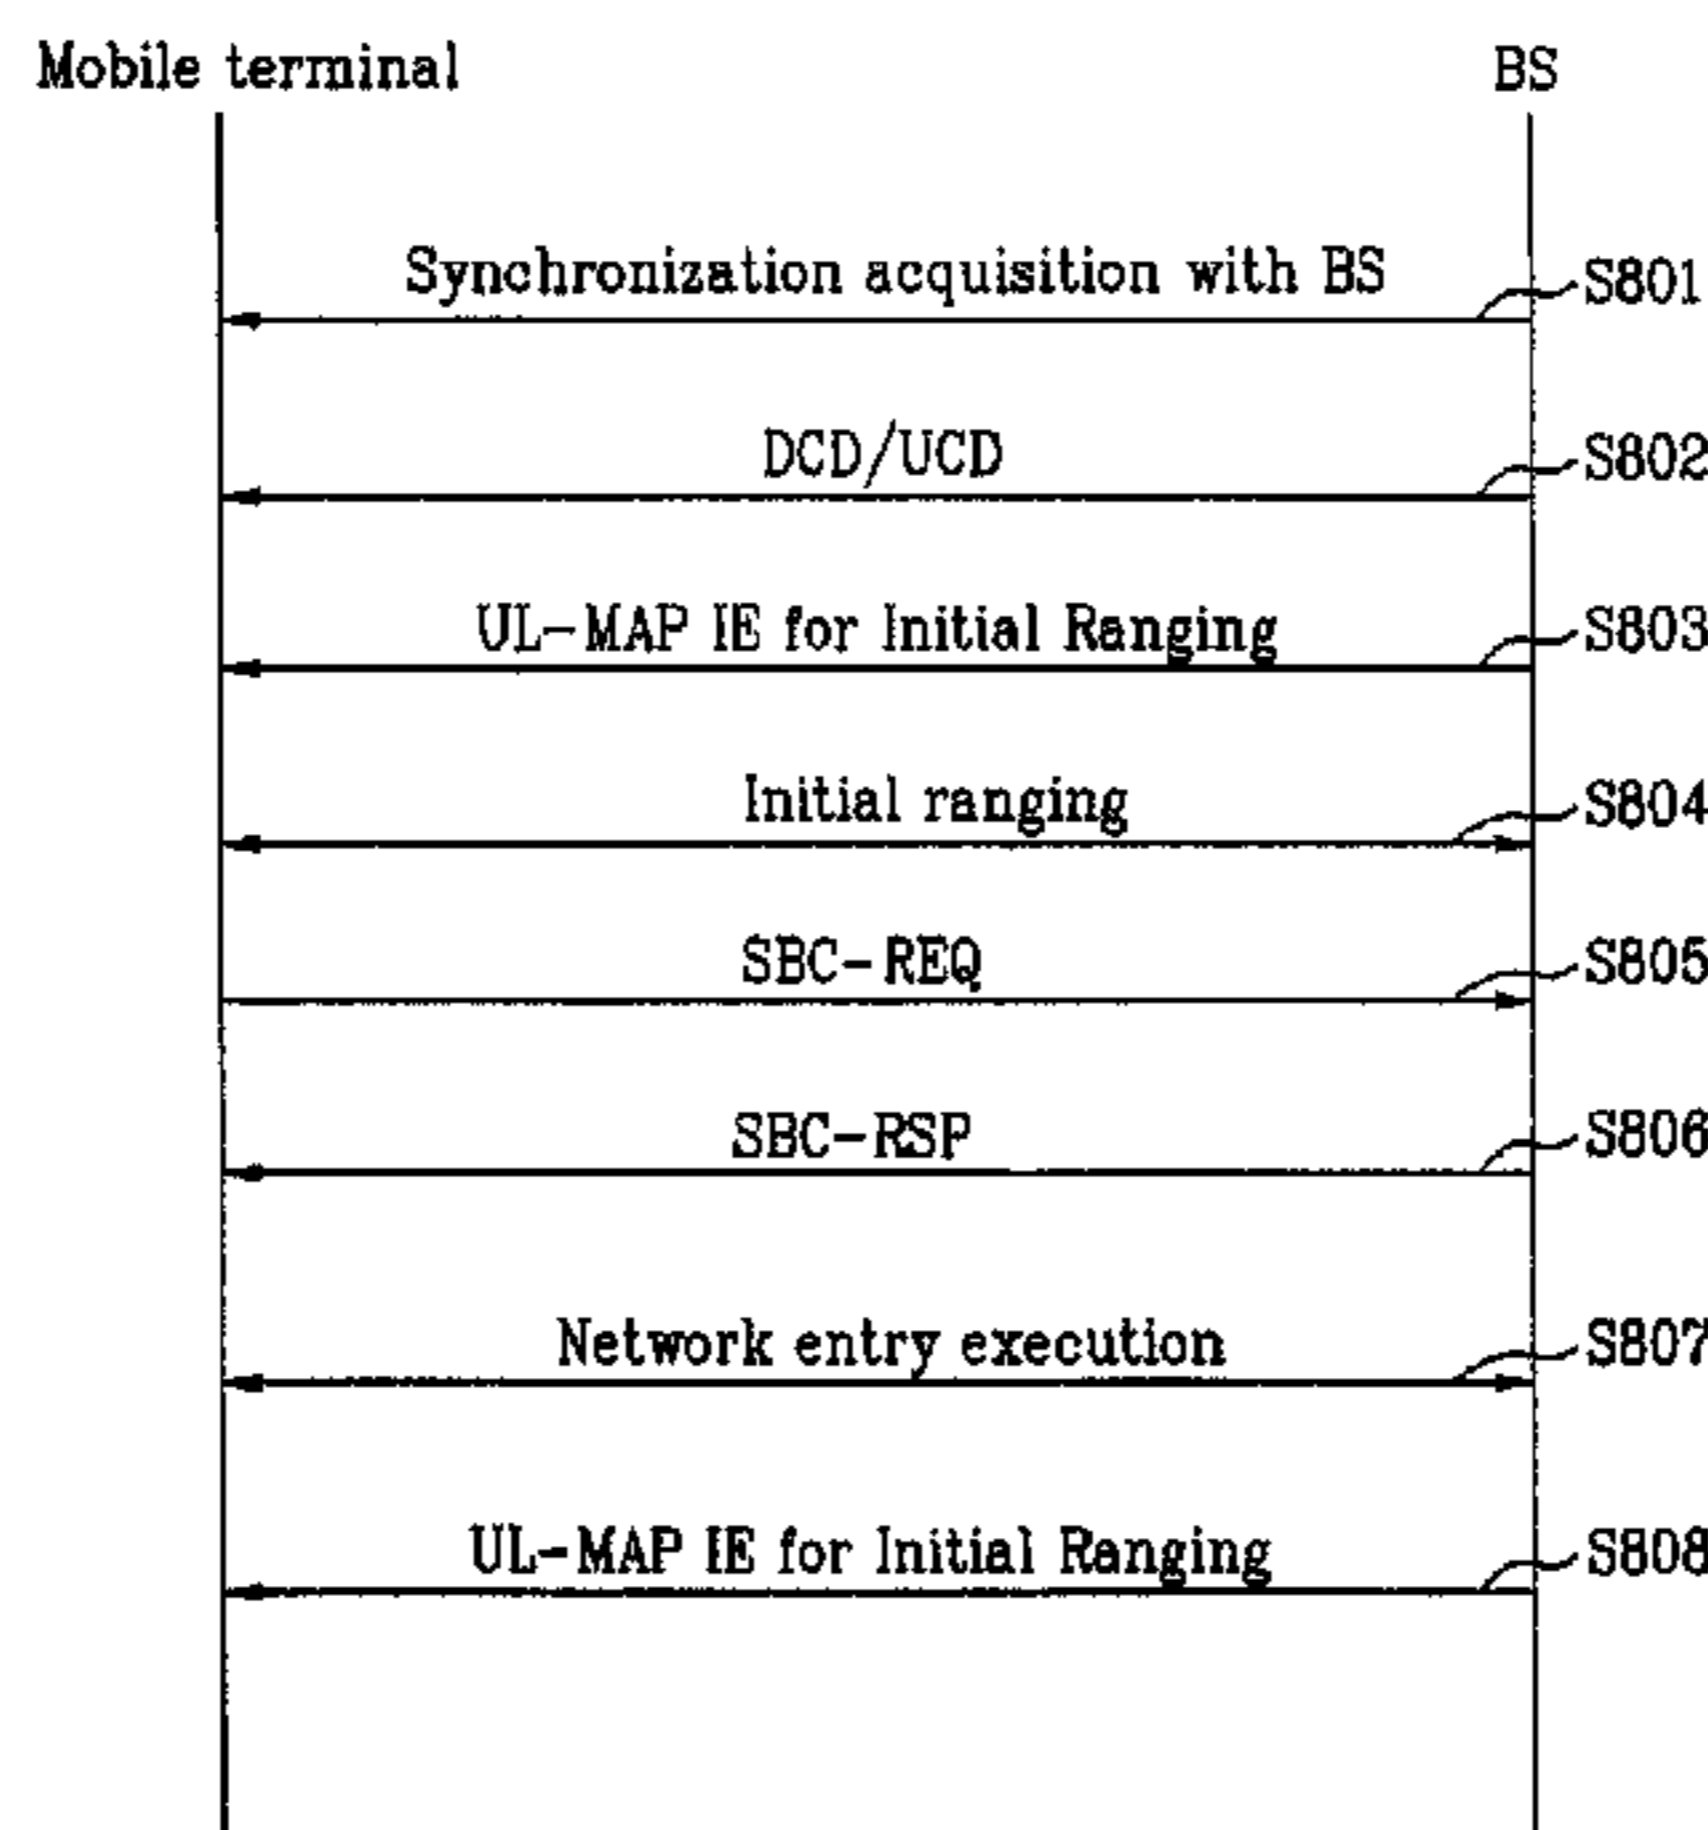 Mobile terminal BS
Synchronization acquisition with BS S801
DCD/UCD S802
UL-MAP IE for Initial Ranging S803
Initial ranging S804
SBC-REQ S805
SBC-RSP S806
Network entry execution S807
UL-MAP IE for Initial Ranging S808